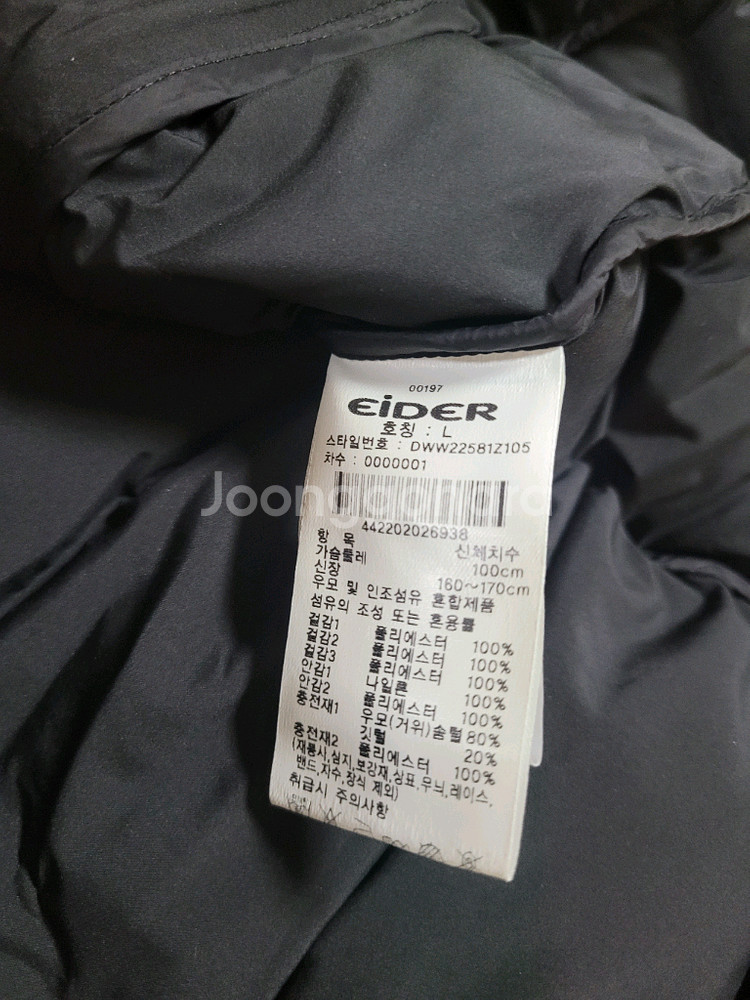 00197
EiDER
호칭 : L
스타일번호 : DWW22581Z105
차수 : 0000001
Joonggonara
442202026938
항 목 신체치수
가슴둘레 100cm
신장 160~170cm
우모 및 인조섬유 혼합제품
섬유의 조성 또는 혼용률
겉감1 폴리에스터 100%
겉감2 폴리에스터 100%
겉감3 폴리에스터 100%
안감1 나일론 100%
안감2 폴리에스터 100%
충전재1 우모(거위)솜털 80%
깃털 20%
충전재2 폴리에스터 100%
(재봉사,심지,보강재,상표,무늬,레이스,
밴드,자수,장식 제외)
취급시 주의사항